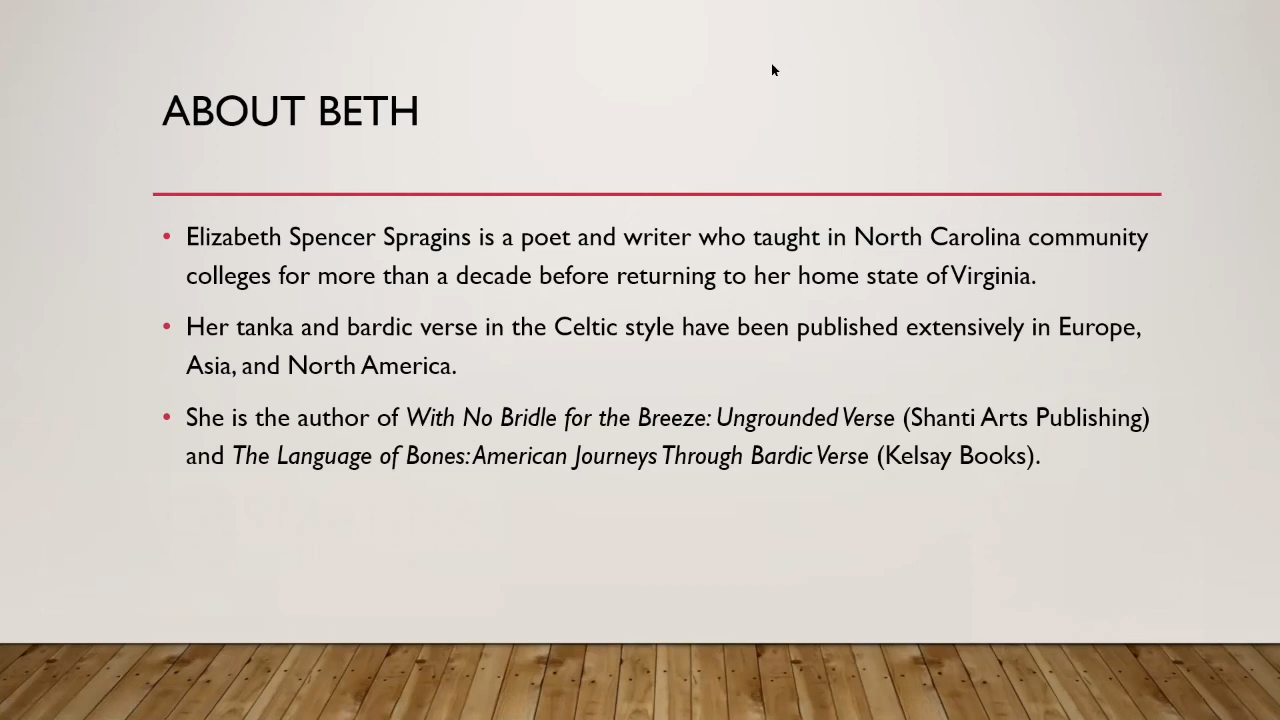 ABOUT BETH
• Elizabeth Spencer Spragins is a poet and writer who taught in North Carolina community
colleges for more than a decade before returning to her home state of Virginia.
• Her tanka and bardic verse in the Celtic style have been published extensively in Europe,
Asia, and North America.
• She is the author of With No Bridle for the Breeze: Ungrounded Verse (Shanti Arts Publishing)
and The Language of Bones: American Journeys Through Bardic Verse (Kelsay Books).